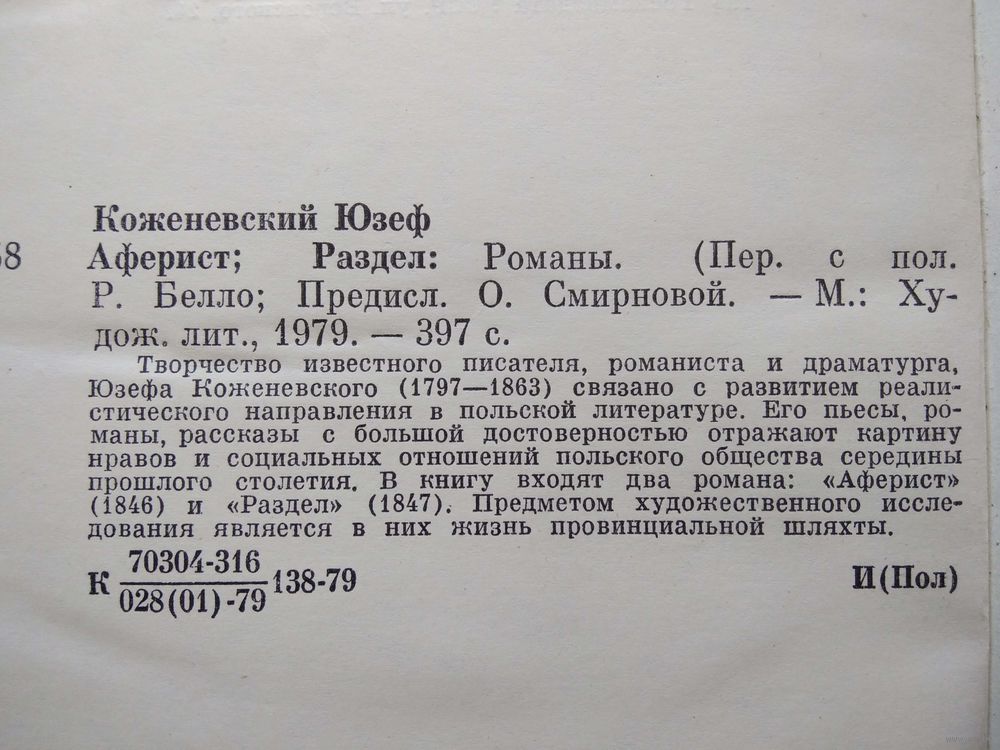 Коженевский Юзеф
58 Аферист; Раздел: Романы. (Пер. с пол.
Р. Белло; Предисл. О. Смирновой. — М.: Ху-
дож. лит., 1979. — 397 с.
Творчество известного писателя, романиста и драматурга,
Юзефа Коженевского (1797—1863) связано с развитием реали-
стического направления в польской литературе. Его пьесы, ро-
маны, рассказы с большой достоверностью отражают картину
нравов и социальных отношений польского общества середины
прошлого столетия. В книгу входят два романа: «Аферист»
(1846) и «Раздел» (1847). Предметом художественного иссле-
дования является в них жизнь провинциальной шляхты.
К 70304-316
028(01)-79 138-79 И(Пол)